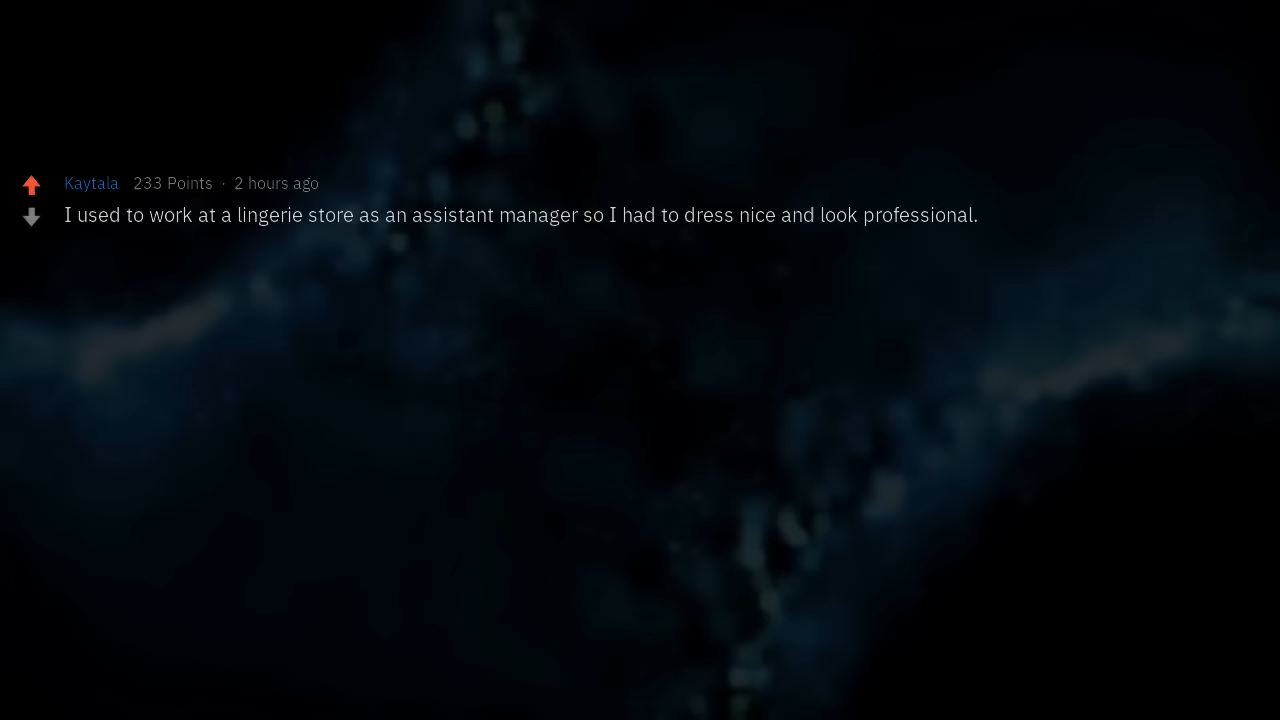 Kaytala 233 Points · 2 hours ago
I used to work at a lingerie store as an assistant manager so I had to dress nice and look professional.